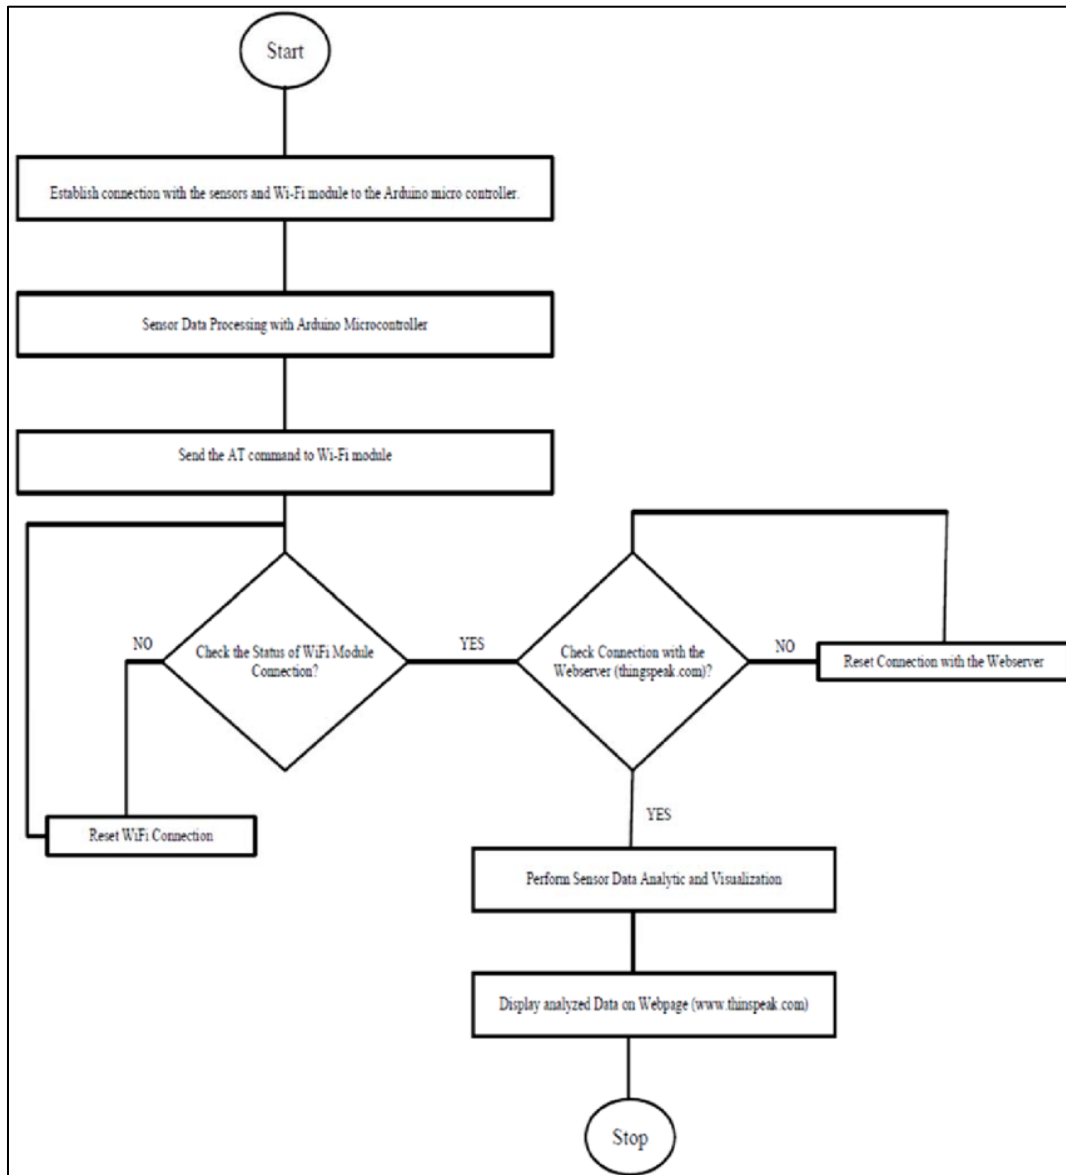 Start
Establish connection with the sensors and Wi-Fi module to the Arduino micro controller.
Sensor Data Processing with Arduino Microcontroller
Send the AT command to Wi-Fi module
NO
Check the Status of WiFi Module
Connection?
YES
Check Connection with the
Webserver (thingspeak.com)?
NO
Reset Connection with the Webserver
Reset WiFi Connection
YES
Perform Sensor Data Analytic and Visualization
Display analyzed Data on Webpage (www.thinspeak.com)
Stop